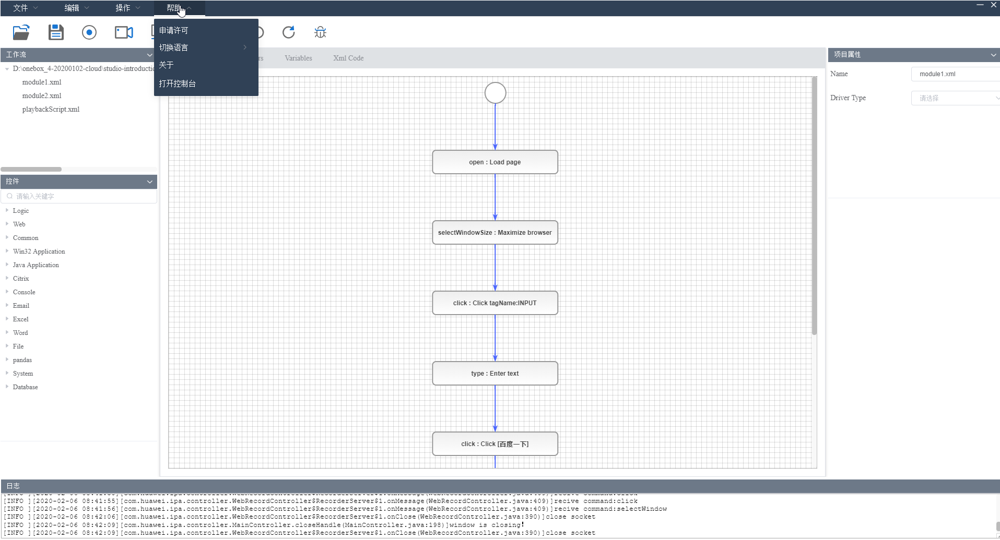 文件 编辑 操作 帮助
申请许可
切换语言
关于
打开控制台
工作流
D:\onebox_4-20200102-cloud\studio-introductio
module1.xml
module2.xml
playbackScript.xml
控件
请输入关键字
Logic
Web
Common
Win32 Application
Java Application
Citrix
Console
Email
Excel
Word
File
pandas
System
Database
Variables Xml Code
open : Load page
selectWindowSize : Maximize browser
click : Click tagName:INPUT
type : Enter text
click : Click [百度一下]
项目属性
Name module1.xml
Driver Type 请选择
日志
[INFO ][2020-02-06 08:41:55][com.huawei.ipa.controller.WebRecordController$RecorderServer$1.onMessage(WebRecordController.java:409)]recive command:click
[INFO ][2020-02-06 08:41:56][com.huawei.ipa.controller.WebRecordController$RecorderServer$1.onMessage(WebRecordController.java:409)]recive command:selectWindow
[INFO ][2020-02-06 08:42:06][com.huawei.ipa.controller.WebRecordController$RecorderServer$1.onClose(WebRecordController.java:390)]close socket
[INFO ][2020-02-06 08:42:09][com.huawei.ipa.controller.MainController.closeHandle(MainController.java:198)]window is closing!
[INFO ][2020-02-06 08:42:09][com.huawei.ipa.controller.WebRecordController$RecorderServer$1.onClose(WebRecordController.java:390)]close socket